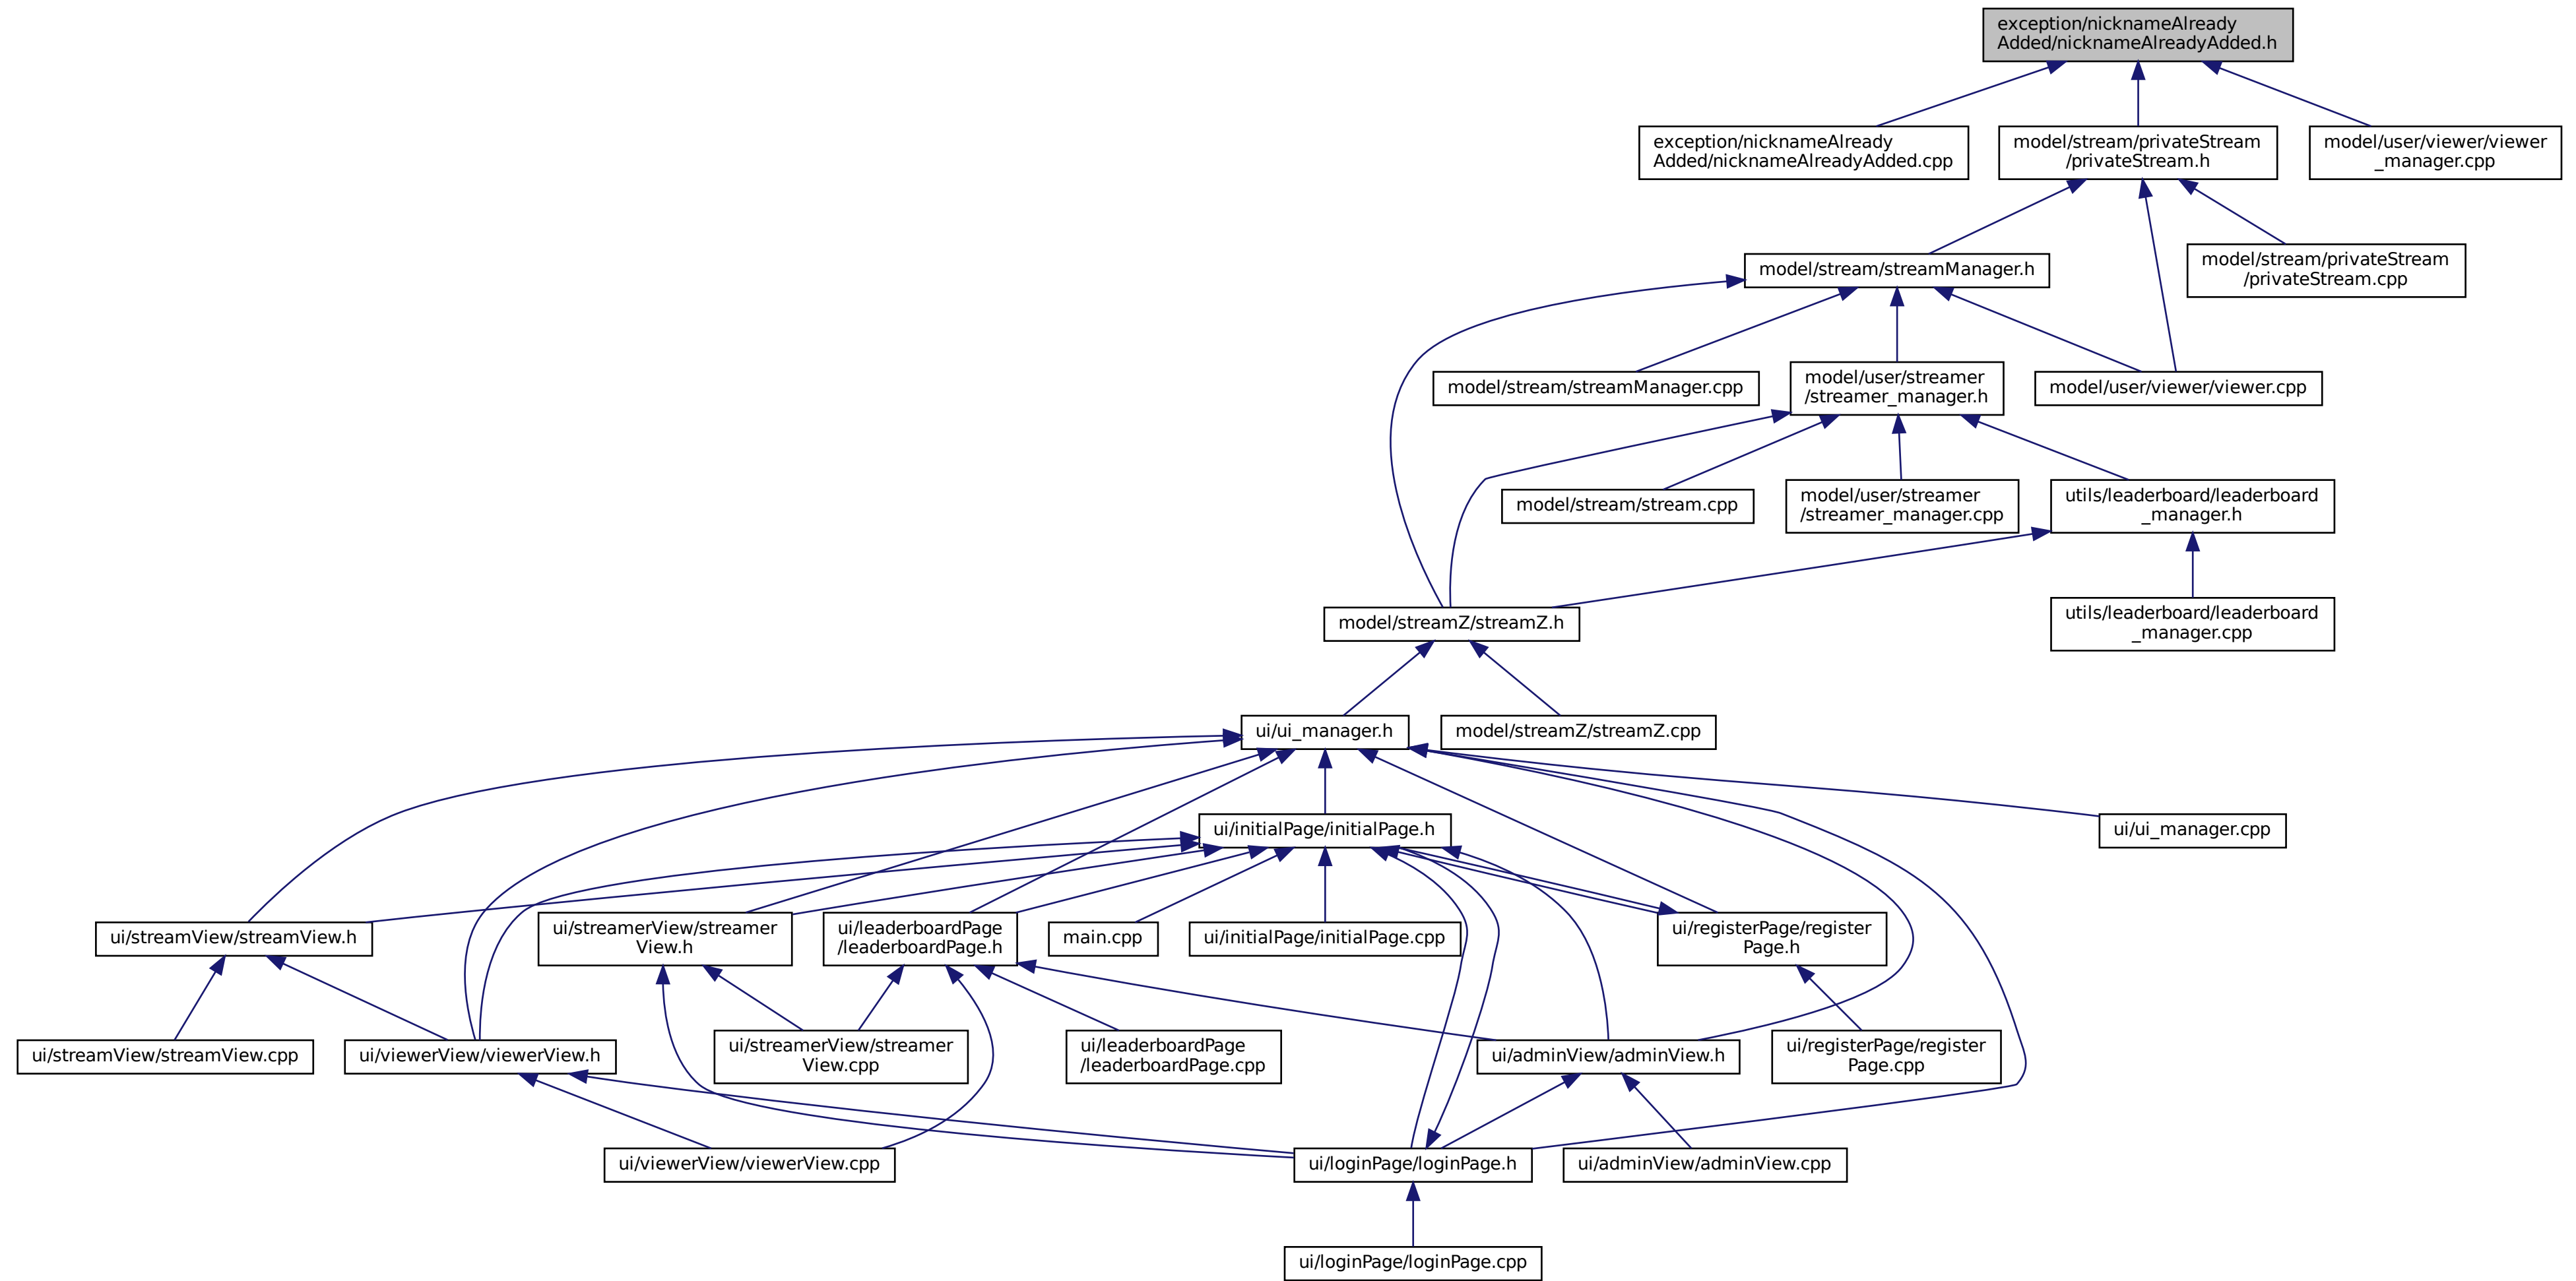 exception/nicknameAlready
Added/nicknameAlreadyAdded.h
exception/nicknameAlready
Added/nicknameAlreadyAdded.cpp
model/stream/privateStream
/privateStream.h
model/user/viewer/viewer
_manager.cpp
model/stream/streamManager.h
model/stream/privateStream
/privateStream.cpp
model/stream/streamManager.cpp
model/user/streamer
/streamer_manager.h
model/user/viewer/viewer.cpp
model/stream/stream.cpp
model/user/streamer
/streamer_manager.cpp
utils/leaderboard/leaderboard
_manager.h
model/streamZ/streamZ.h
utils/leaderboard/leaderboard
_manager.cpp
ui/ui_manager.h
model/streamZ/streamZ.cpp
ui/initialPage/initialPage.h
ui/ui_manager.cpp
ui/streamView/streamView.h
ui/streamerView/streamer
View.h
ui/leaderboardPage
/leaderboardPage.h
main.cpp
ui/initialPage/initialPage.cpp
ui/registerPage/register
Page.h
ui/streamView/streamView.cpp
ui/viewerView/viewerView.h
ui/streamerView/streamer
View.cpp
ui/leaderboardPage
/leaderboardPage.cpp
ui/adminView/adminView.h
ui/registerPage/register
Page.cpp
ui/viewerView/viewerView.cpp
ui/loginPage/loginPage.h
ui/adminView/adminView.cpp
ui/loginPage/loginPage.cpp